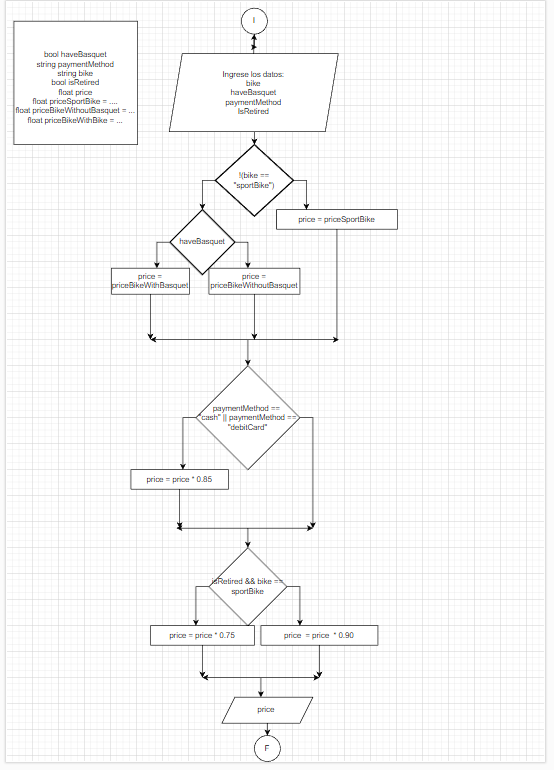 I
bool haveBasquet
string paymentMethod
string bike
bool isRetired
float price
float priceSportBike = ....
float priceBikeWithoutBasquet = ...
float priceBikeWithBike = ...
Ingrese los datos:
bike
haveBasquet
paymentMethod
IsRetired
!(bike ==
"sportBike")
price = priceSportBike
haveBasquet
price =
priceBikeWithBasquet
price =
priceBikeWithoutBasquet
paymentMethod ==
"cash" || paymentMethod ==
"debitCard"
price = price * 0.85
isRetired && bike ==
sportBike
price = price * 0.75
price = price * 0.90
price
F